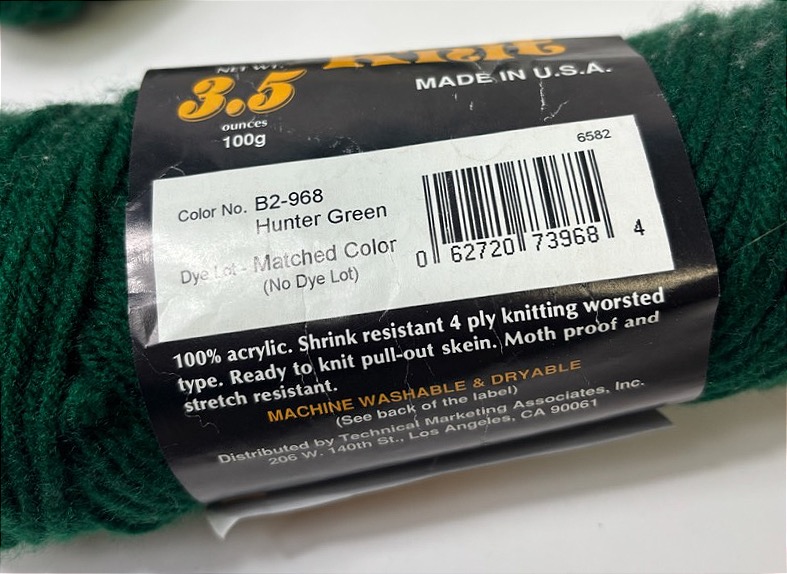 Knit
NET WT.
3.5
ounces
100g
MADE IN U.S.A.
6582
Color No. B2-968
Hunter Green
Dye Lot - Matched Color
(No Dye Lot)
0 62720 73968 4
100% acrylic. Shrink resistant 4 ply knitting worsted
type. Ready to knit pull-out skein. Moth proof and
stretch resistant.
MACHINE WASHABLE & DRYABLE
(See back of the label)
Distributed by Technical Marketing Associates, Inc.
206 W. 140th St., Los Angeles, CA 90061